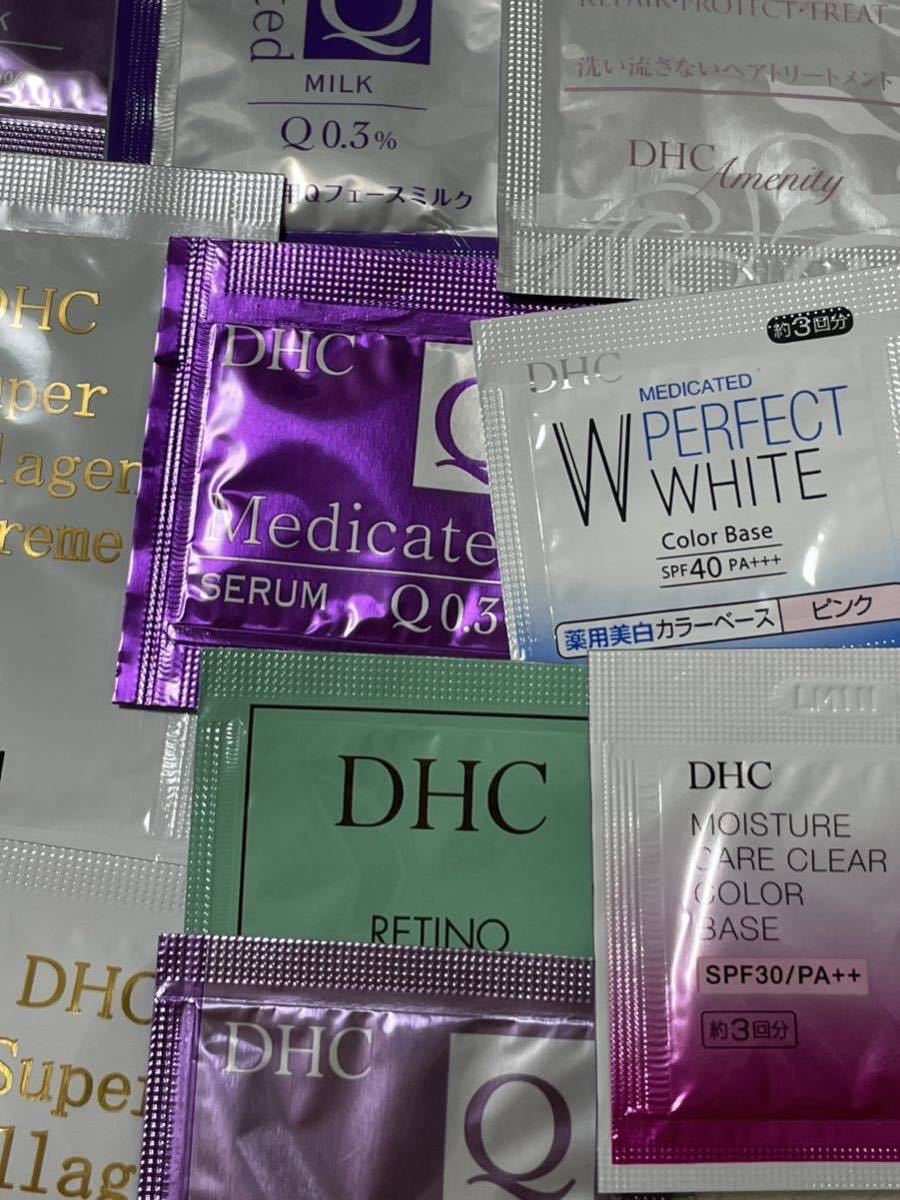 MILK
Q 0.3%
用Qフェースミルク
REPAIR·PROTECT·TREAT
洗い流さないヘアトリートメント
DHC Amenity
DHC
DHC
Q
Medicate
SERUM Q 0.3
約3回分
DHC
MEDICATED
W PERFECT
WHITE
Color Base
SPF40 PA+++
薬用美白カラーベース ピンク
DHC
RETINO
DHC
MOISTURE
CARE CLEAR
COLOR
BASE
SPF30/PA++
約3回分
DHC
Super
DHC
Q